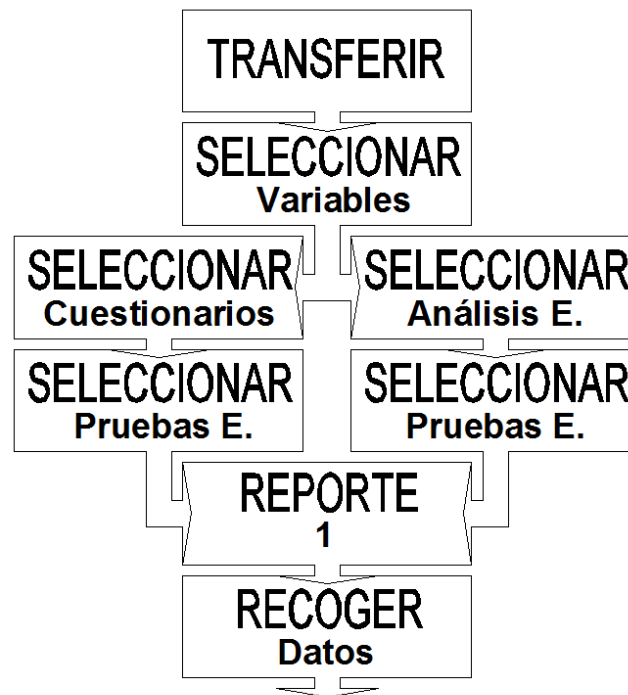 TRANSFERIR
SELECCIONAR
Variables
SELECCIONAR
Cuestionarios
SELECCIONAR
Análisis E.
SELECCIONAR
Pruebas E.
SELECCIONAR
Pruebas E.
REPORTE
1
RECOGER
Datos